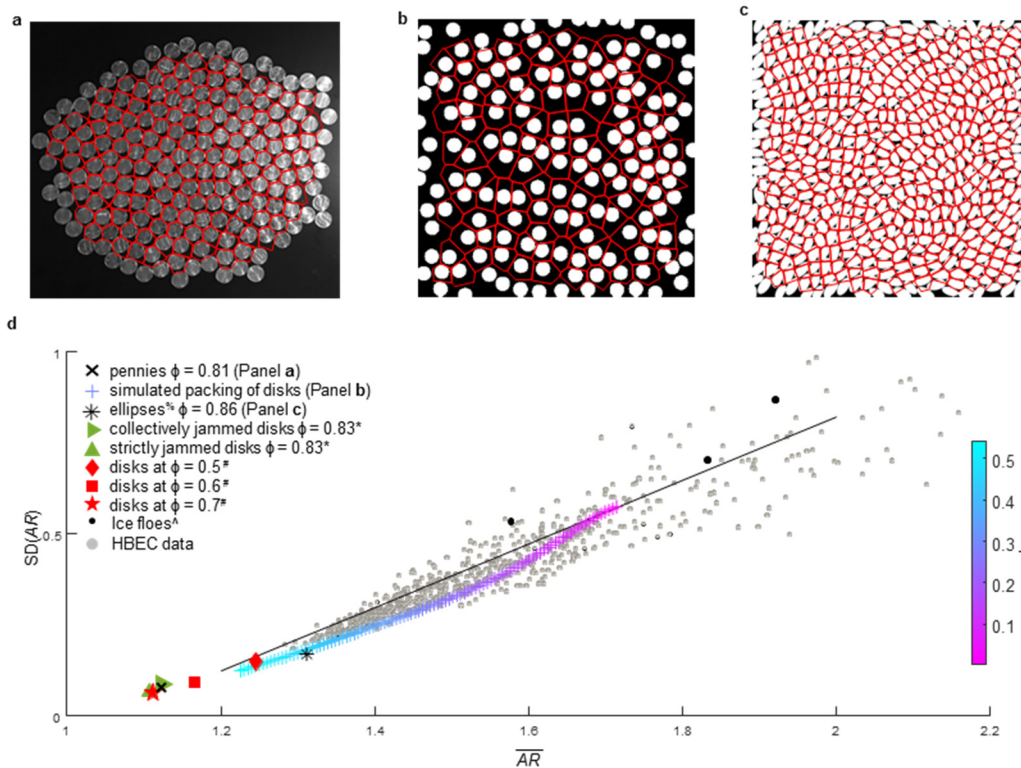 a
b
c
d
pennies ϕ = 0.81 (Panel a)
simulated packing of disks (Panel b)
ellipses% ϕ = 0.86 (Panel c)
collectively jammed disks ϕ = 0.83*
strictly jammed disks ϕ = 0.83*
disks at ϕ = 0.5#
disks at ϕ = 0.6#
disks at ϕ = 0.7#
Ice floes^
HBEC data
SD(AR)
1
0.5
0
1 1.2 1.4 1.6 1.8 2 2.2
AR
0.5
0.4
0.3
0.2
0.1